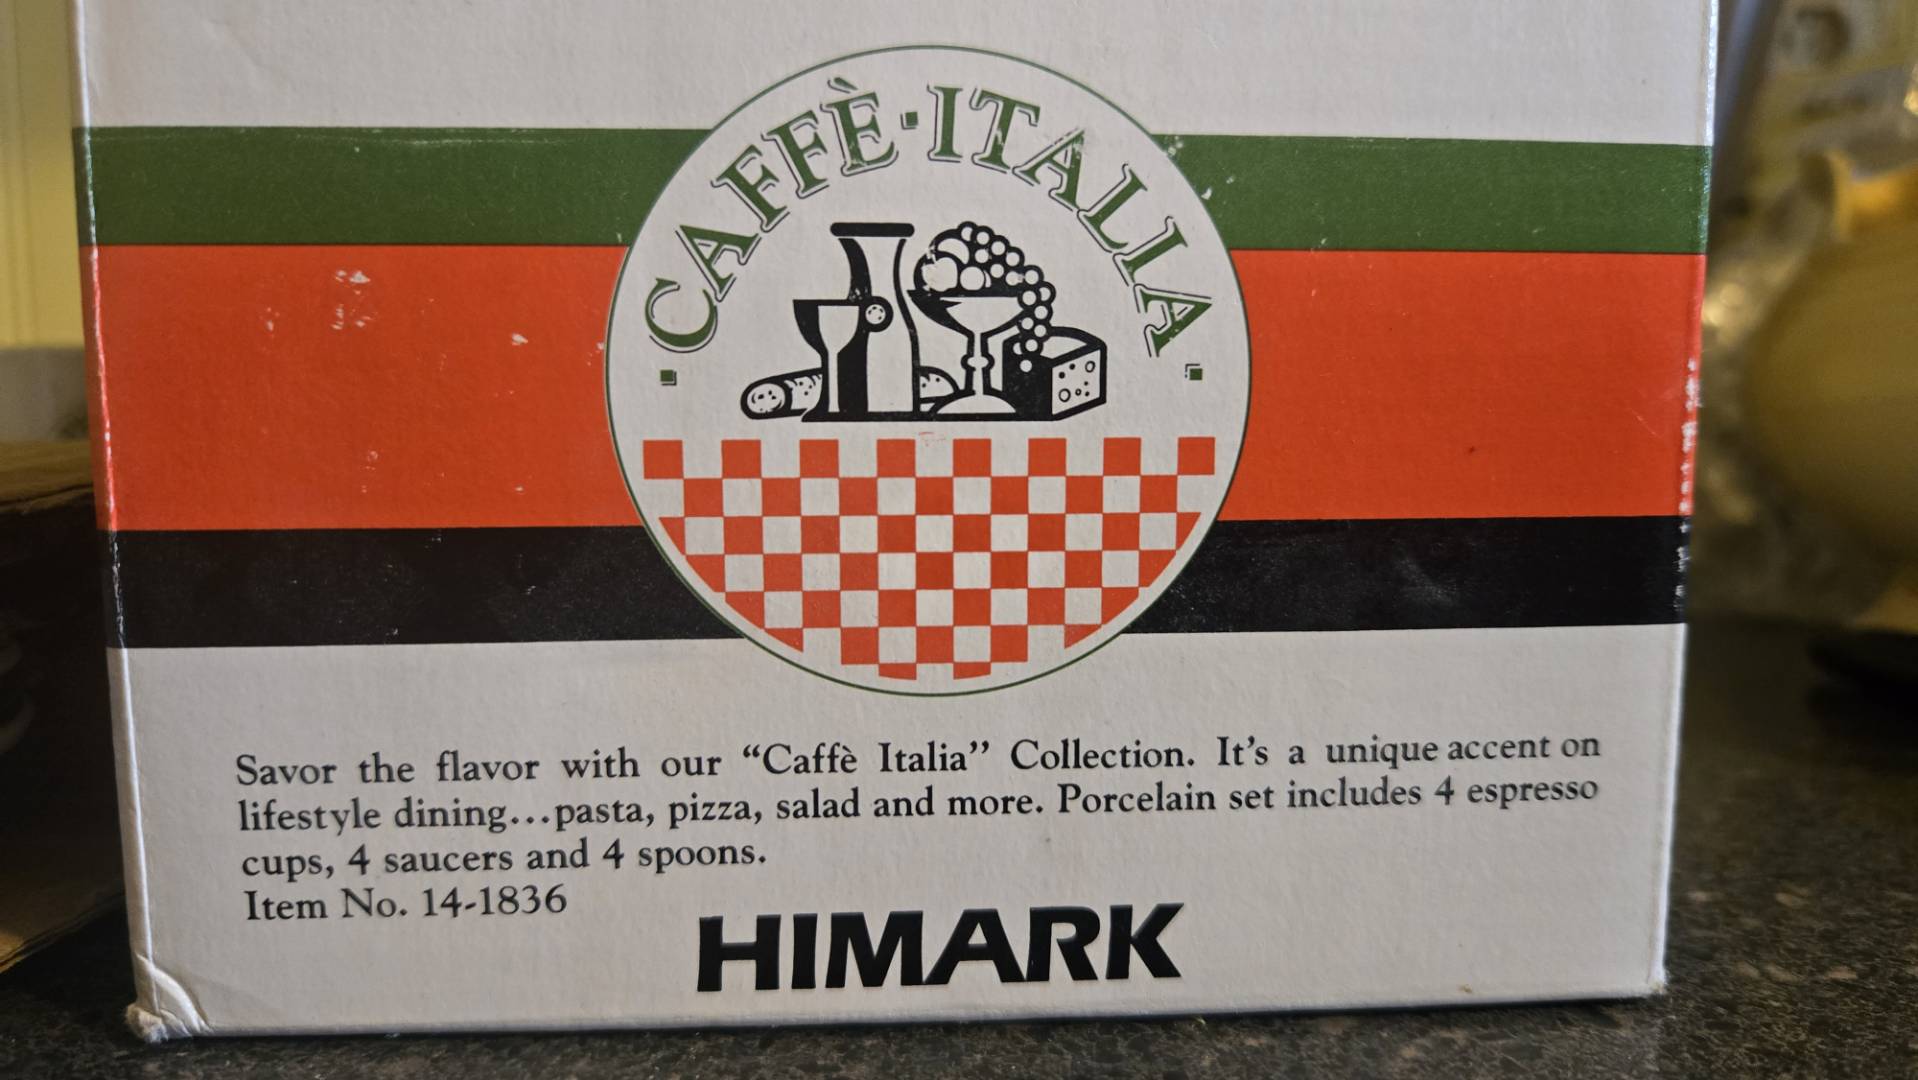 CAFFÈ·ITALIA
Savor the flavor with our “Caffè Italia” Collection. It’s a unique accent on
lifestyle dining...pasta, pizza, salad and more. Porcelain set includes 4 espresso
cups, 4 saucers and 4 spoons.
Item No. 14-1836
HIMARK